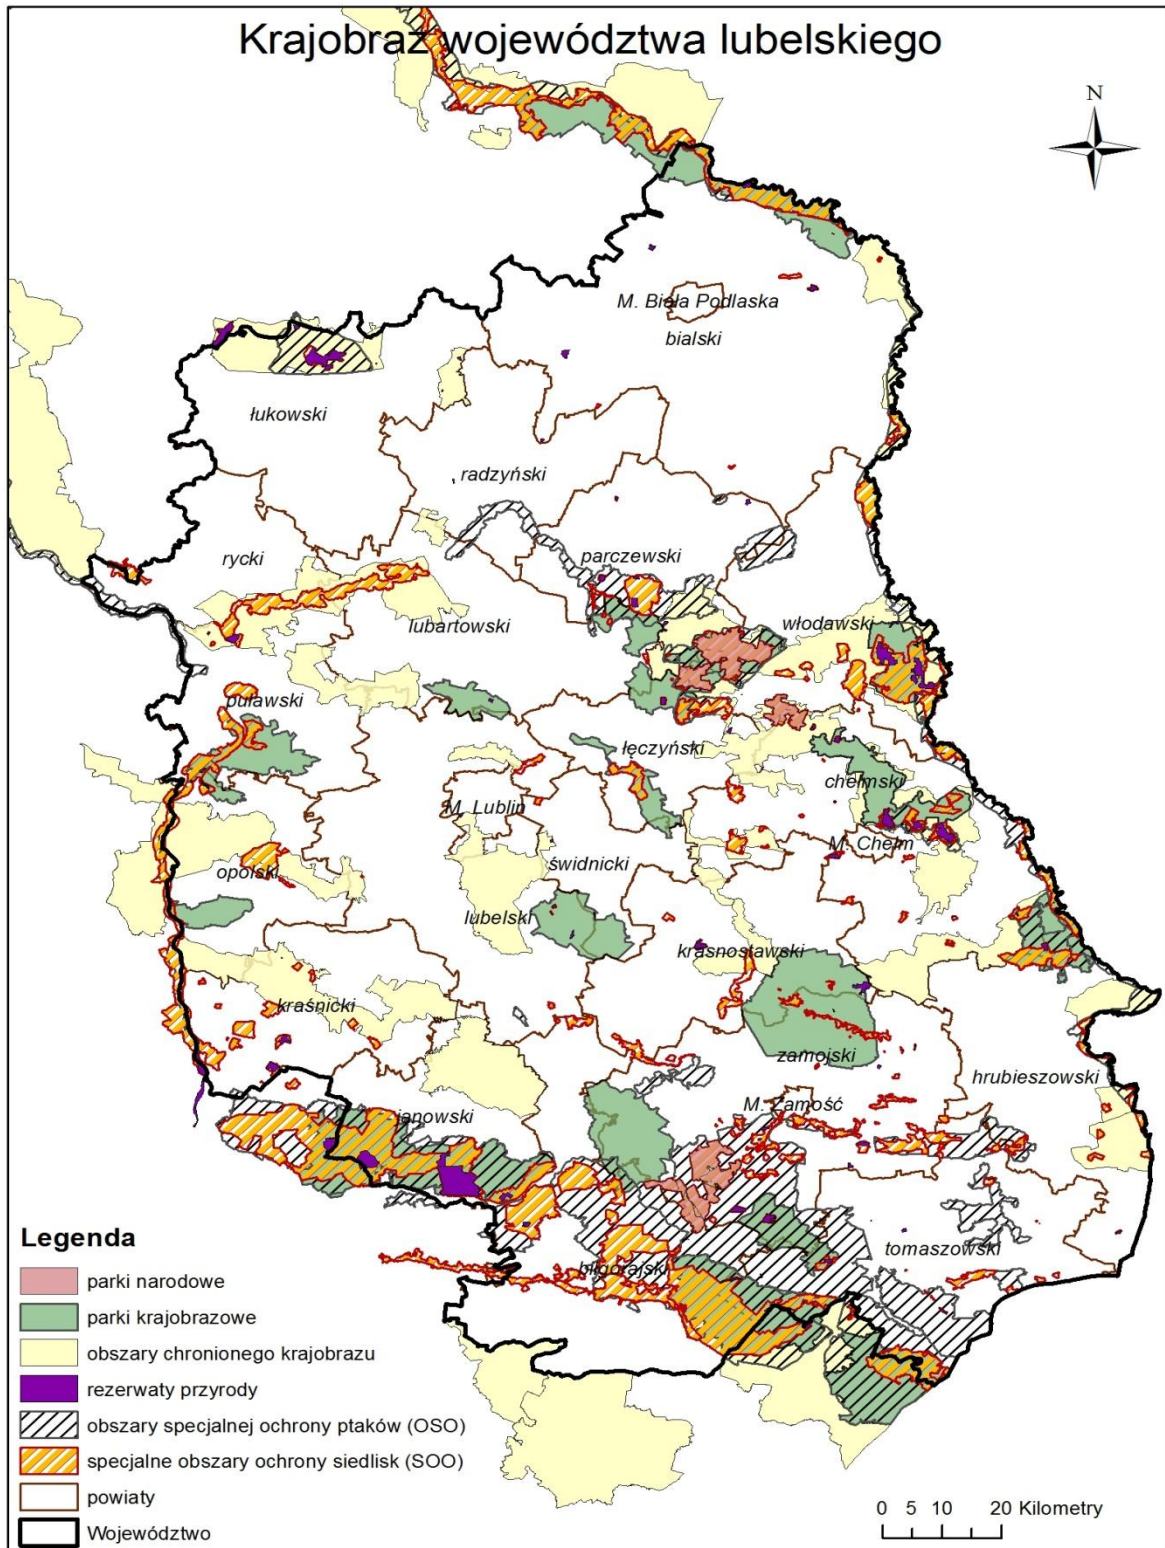 Krajobraz województwa lubelskiego
N
M. Biała Podlaska
bialski
łukowski
radzyński
rycki
parczewski
lubartowski
włodawski
puławski
łęczyński
chełmski
M. Lublin
M. Chełm
świdnicki
opolski
lubelski
krasnostawski
kraśnicki
zamojski
hrubieszowski
M. Zamość
janowski
tomaszowski
biłgorajski
Legenda
parki narodowe
parki krajobrazowe
obszary chronionego krajobrazu
rezerwaty przyrody
obszary specjalnej ochrony ptaków (OSO)
specjalne obszary ochrony siedlisk (SOO)
powiaty
Województwo
0 5 10 20 Kilometry